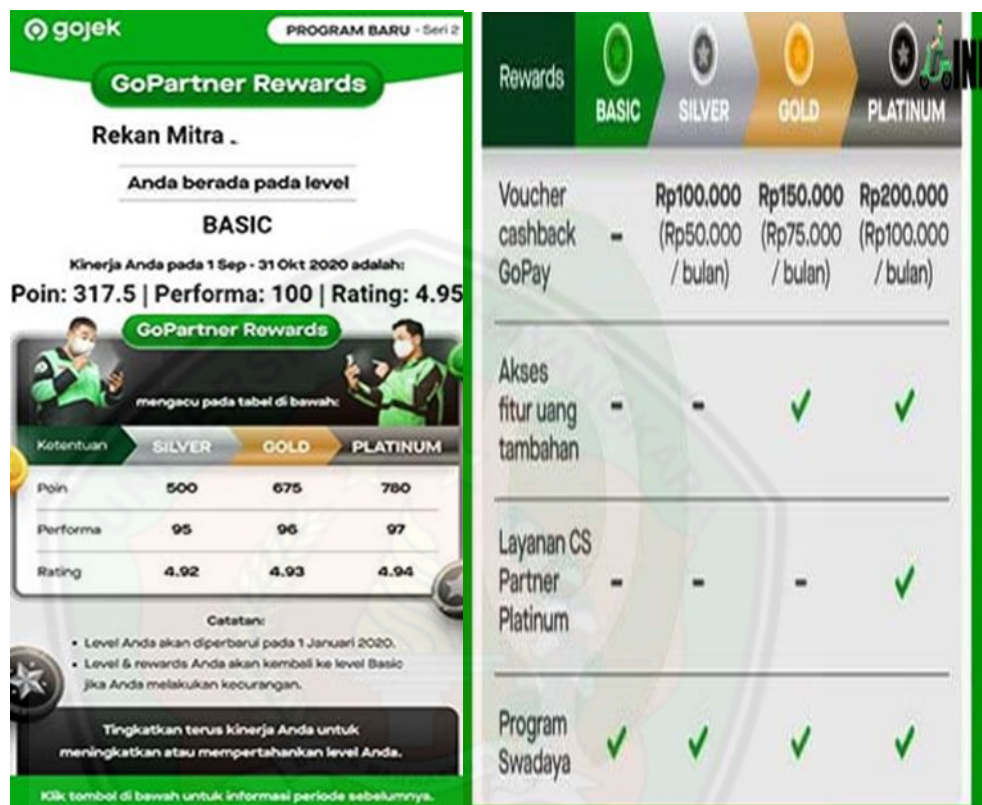 gojek
PROGRAM BARU - Seri 2
GoPartner Rewards
Rekan Mitra
Anda berada pada level
BASIC
Kinerja Anda pada 1 Sep - 31 Okt 2020 adalah:
Poin: 317.5 | Performa: 100 | Rating: 4.95
GoPartner Rewards
mengacu pada tabel di bawah:
Ketentuan SILVER GOLD PLATINUM
Poin 500 675 780
Performa 95 96 97
Rating 4.92 4.93 4.94
Catatan:
• Level Anda akan diperbarui pada 1 Januari 2020.
• Level & rewards Anda akan kembali ke level Basic
jika Anda melakukan kecurangan.
Tingkatkan terus kinerja Anda untuk
meningkatkan atau mempertahankan level Anda.
Klik tombol di bawah untuk informasi periode sebelumnya.
Rewards BASIC SILVER GOLD PLATINUM
Voucher Rp100.000 Rp150.000 Rp200.000
cashback - (Rp50.000 (Rp75.000 (Rp100.000
GoPay / bulan) / bulan) / bulan)
Akses
fitur uang - - ✓ ✓
tambahan
Layanan CS
Partner - - - ✓
Platinum
Program
Swadaya ✓ ✓ ✓ ✓